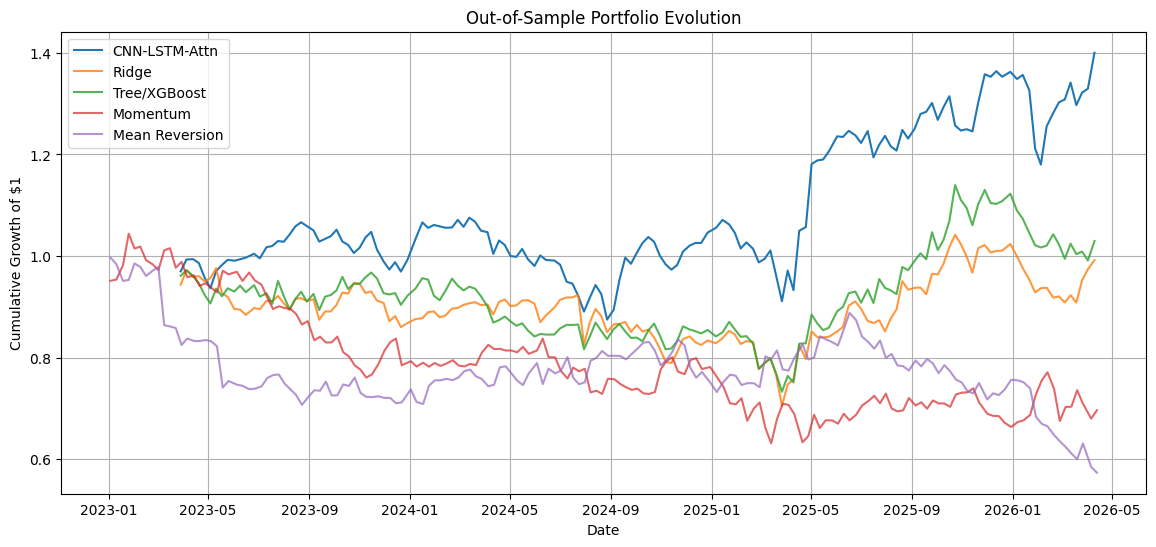 Out-of-Sample Portfolio Evolution
CNN-LSTM-Attn
Ridge
Tree/XGBoost
Momentum
Mean Reversion
Cumulative Growth of $1
1.4
1.2
1.0
0.8
0.6
2023-01 2023-05 2023-09 2024-01 2024-05 2024-09 2025-01 2025-05 2025-09 2026-01 2026-05
Date